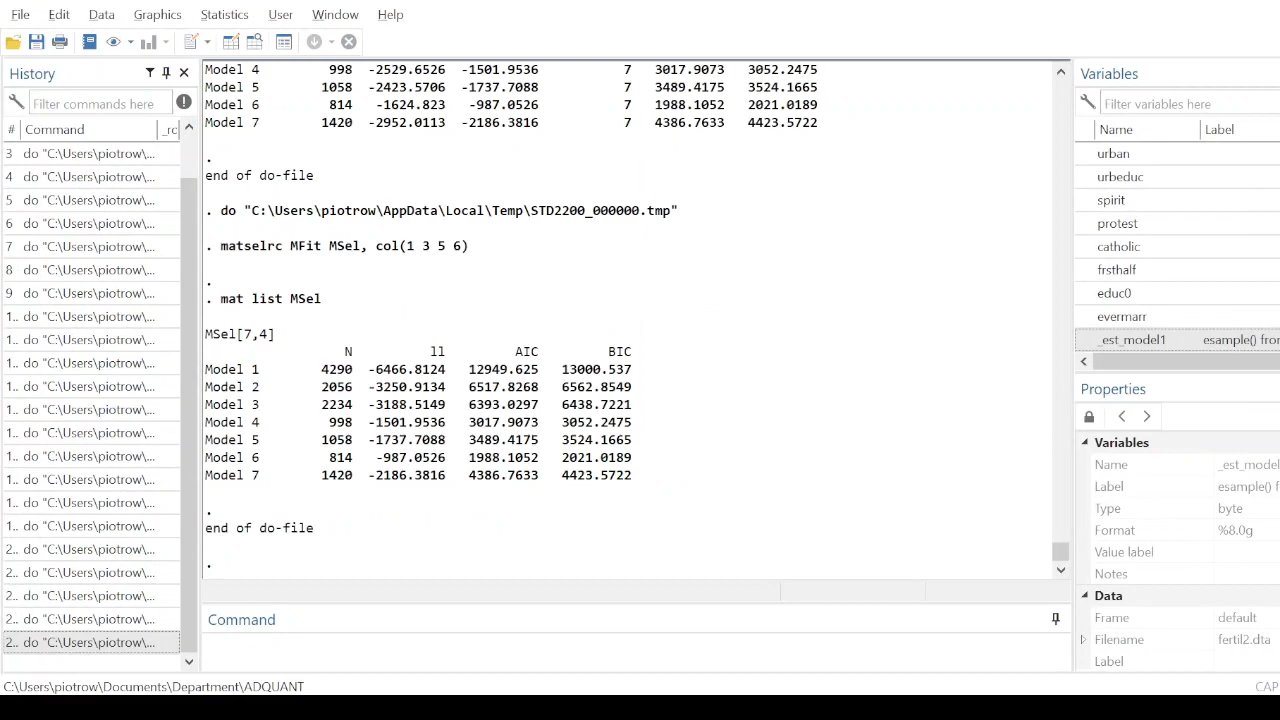 File Edit Data Graphics Statistics User Window Help
History
Filter commands here
# Command _rc
3 do "C:\Users\piotrow\...
4 do "C:\Users\piotrow\...
5 do "C:\Users\piotrow\...
6 do "C:\Users\piotrow\...
7 do "C:\Users\piotrow\...
8 do "C:\Users\piotrow\...
9 do "C:\Users\piotrow\...
1.. do "C:\Users\piotrow\...
1.. do "C:\Users\piotrow\...
1.. do "C:\Users\piotrow\...
1.. do "C:\Users\piotrow\...
1.. do "C:\Users\piotrow\...
1.. do "C:\Users\piotrow\...
1.. do "C:\Users\piotrow\...
1.. do "C:\Users\piotrow\...
1.. do "C:\Users\piotrow\...
1.. do "C:\Users\piotrow\...
2.. do "C:\Users\piotrow\...
2.. do "C:\Users\piotrow\...
2.. do "C:\Users\piotrow\...
2.. do "C:\Users\piotrow\...
2.. do "C:\Users\piotrow\...
Model 4 998 -2529.6526 -1501.9536 7 3017.9073 3052.2475
Model 5 1058 -2423.5706 -1737.7088 7 3489.4175 3524.1665
Model 6 814 -1624.823 -987.0526 7 1988.1052 2021.0189
Model 7 1420 -2952.0113 -2186.3816 7 4386.7633 4423.5722
.
end of do-file
. do "C:\Users\piotrow\AppData\Local\Temp\STD2200_000000.tmp"
. matselrc MFit MSel, col(1 3 5 6)
.
. mat list MSel
MSel[7,4]
N ll AIC BIC
Model 1 4290 -6466.8124 12949.625 13000.537
Model 2 2056 -3250.9134 6517.8268 6562.8549
Model 3 2234 -3188.5149 6393.0297 6438.7221
Model 4 998 -1501.9536 3017.9073 3052.2475
Model 5 1058 -1737.7088 3489.4175 3524.1665
Model 6 814 -987.0526 1988.1052 2021.0189
Model 7 1420 -2186.3816 4386.7633 4423.5722
.
end of do-file
.
Command
Variables
Filter variables here
Name Label
urban
urbeduc
spirit
protest
catholic
frsthalf
educ0
evermarr
_est_model1 esample() fron
Properties
Variables
Name _est_model
Label esample() f
Type byte
Format %8.0g
Value label
Notes
Data
Frame default
Filename fertil2.dta
Label
C:\Users\piotrow\Documents\Department\ADQUANT
CAP